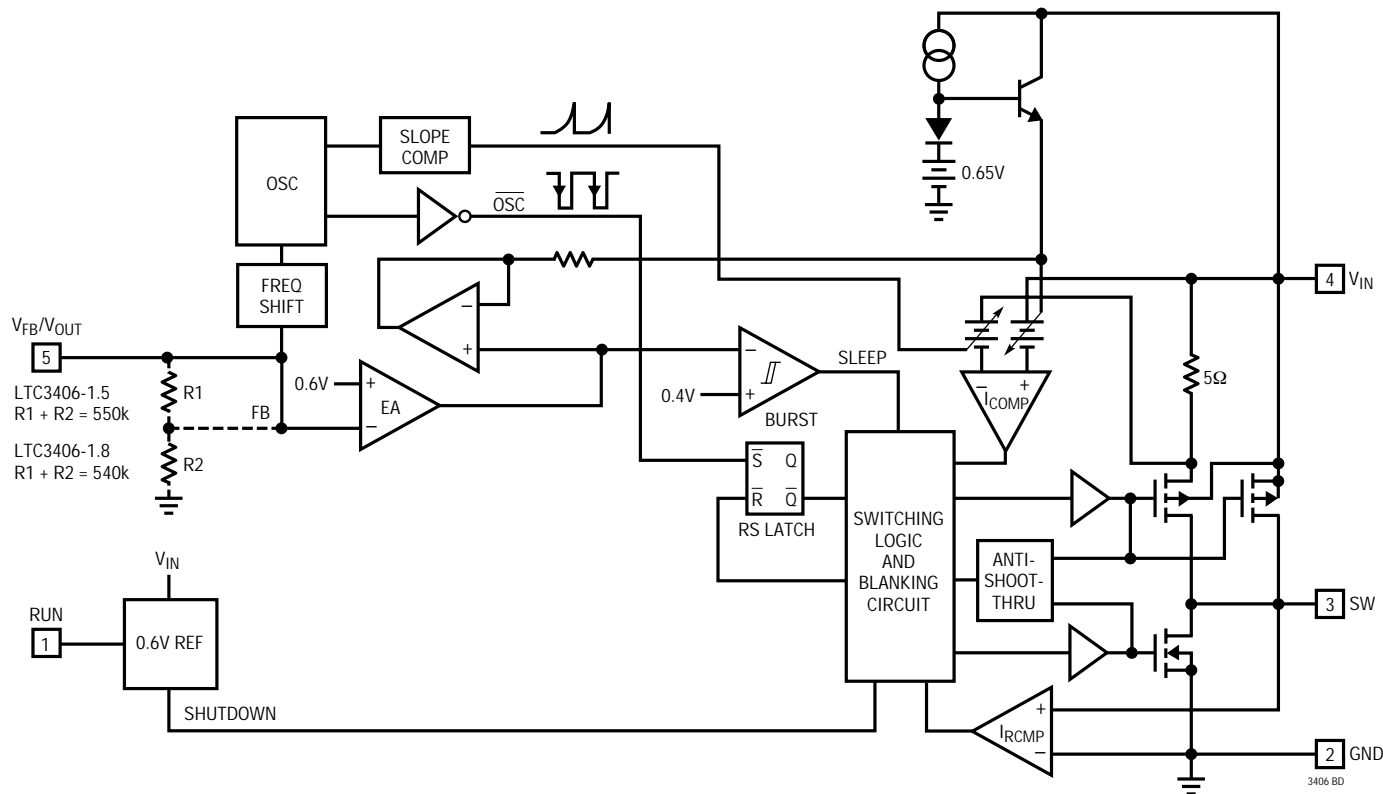 SLOPE
COMP
OSC
OSC
0.65V
FREQ
SHIFT
4 VIN
VFB/VOUT
5
−
+
−
+
SLEEP
− +
ICOMP
5Ω
0.6V
+
EA
−
0.4V
BURST
LTC3406-1.5
R1 + R2 = 550k
R1
FB
LTC3406-1.8
R1 + R2 = 540k
R2
S Q
R Q
RS LATCH
SWITCHING
LOGIC
AND
BLANKING
CIRCUIT
ANTI-
SHOOT-
THRU
VIN
RUN
1
0.6V REF
3 SW
SHUTDOWN
+
IRCMP
−
2 GND
3406 BD